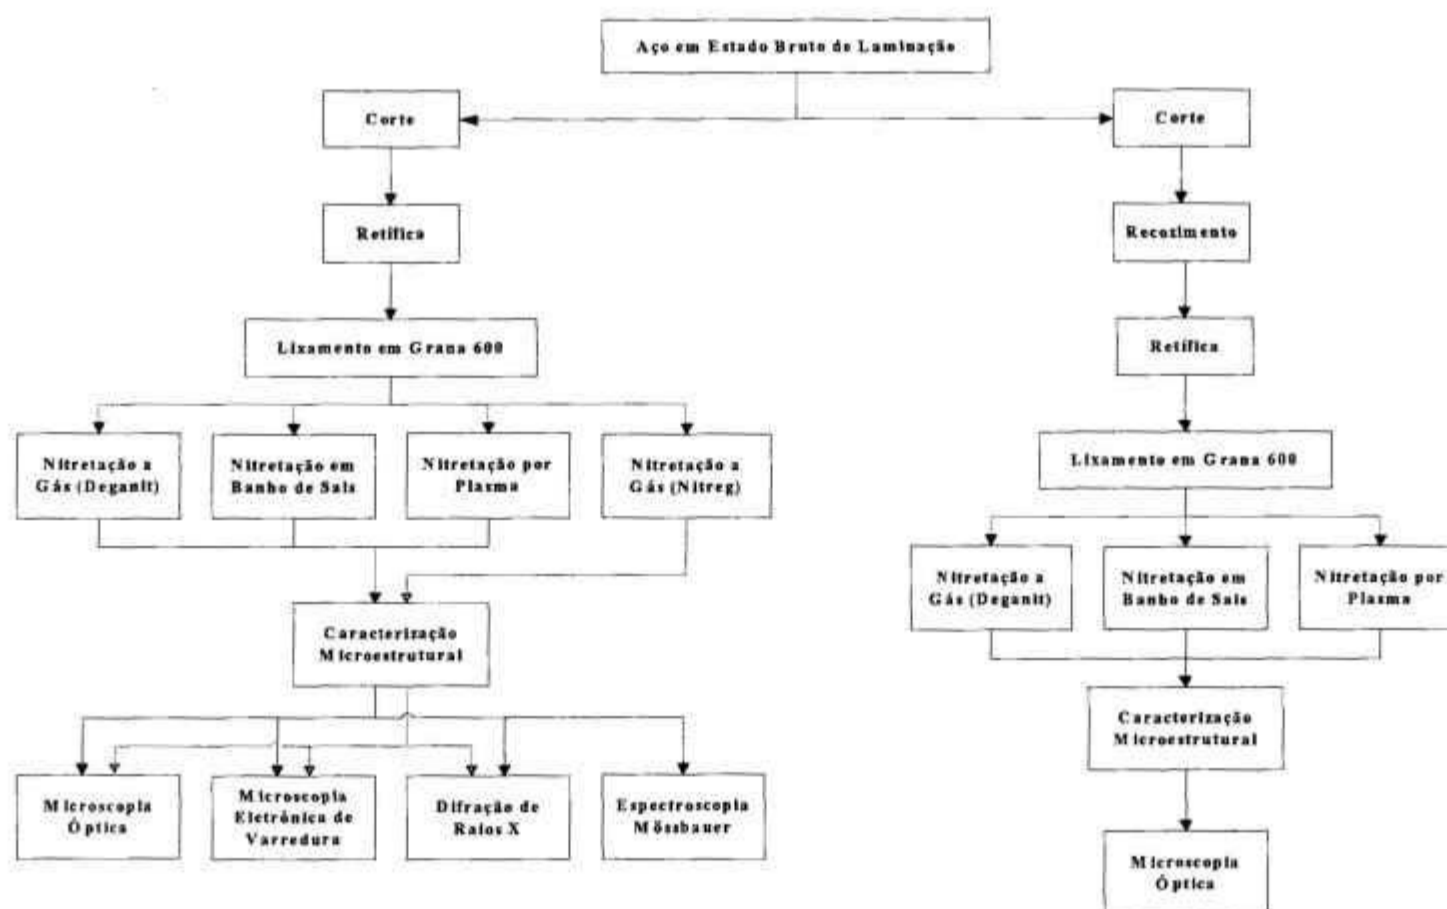 Aço em Estado Bruto de Laminação
Corte
Corte
Retífica
Recozimento
Lixamento em Grana 600
Retífica
Nitretação a
Gás (Deganit)
Nitretação em
Banho de Sais
Nitretação por
Plasma
Nitretação a
Gás (Nitreg)
Lixamento em Grana 600
Nitretação a
Gás (Deganit)
Nitretação em
Banho de Sais
Nitretação por
Plasma
Caracterização
Microestrutural
Caracterização
Microestrutural
Microscopia
Óptica
Microscopia
Eletrônica de
Varredura
Difração de
Raios X
Espectroscopia
Mössbauer
Microscopia
Óptica